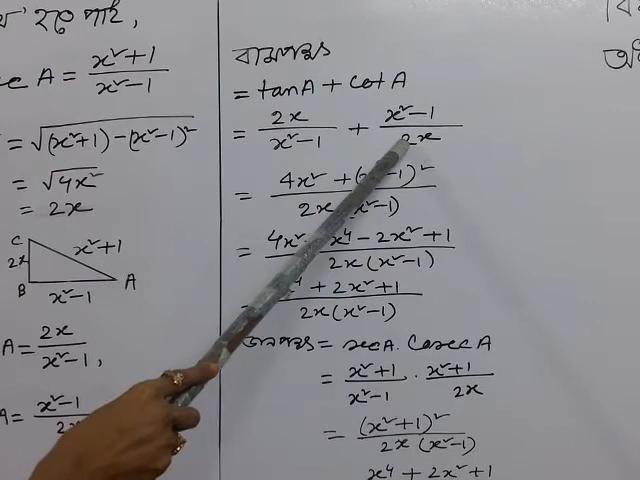 হতে পাই,
A = x²+1 / x²-1
= √(x²+1) - (x²-1)²
= √4x²
= 2x
C
x²+1
2x
B
A
x²-1
A = 2x / x²-1,
A = x²-1 / 2x
বামপক্ষ
= tanA + cotA
= 2x / x²-1 + x²-1 / 2x
= 4x² + (x²-1)² / 2x(x²-1)
= 4x² x⁴ - 2x² + 1 / 2x(x²-1)
= x⁴ + 2x² + 1 / 2x(x²-1)
ডানপক্ষ = secA. CosecA
= x²+1 / x²-1 . x²+1 / 2x
= (x²+1)² / 2x(x²-1)
x⁴ + 2x² + 1